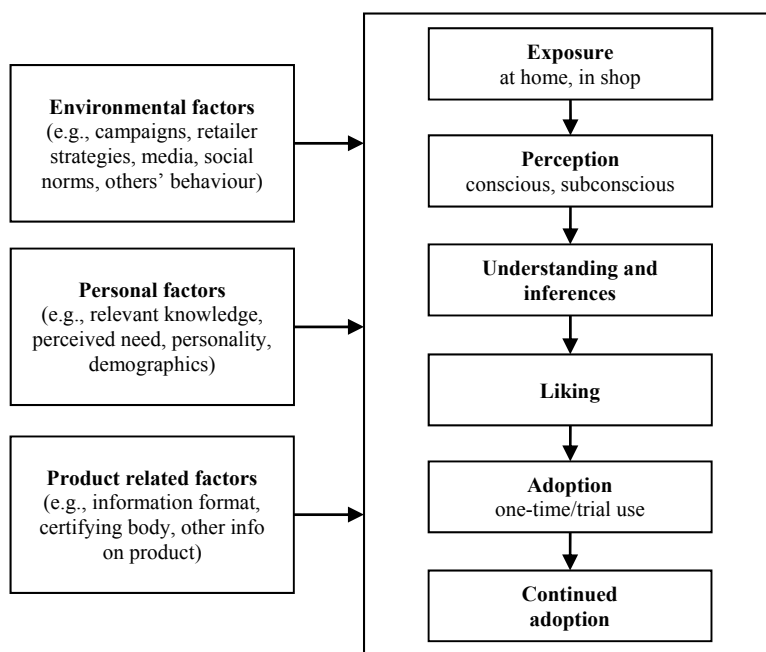 Environmental factors
(e.g., campaigns, retailer
strategies, media, social
norms, others’ behaviour)
Personal factors
(e.g., relevant knowledge,
perceived need, personality,
demographics)
Product related factors
(e.g., information format,
certifying body, other info
on product)
Exposure
at home, in shop
Perception
conscious, subconscious
Understanding and
inferences
Liking
Adoption
one-time/trial use
Continued
adoption